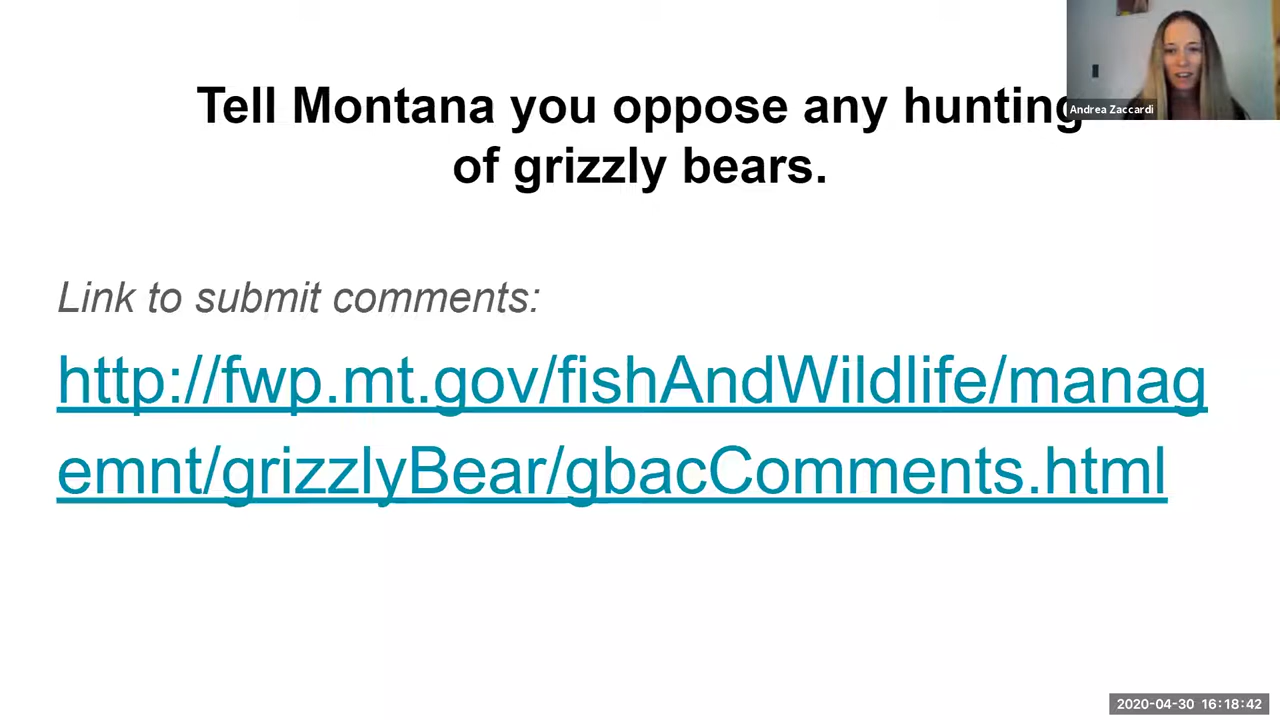 Tell Montana you oppose any hunting
of grizzly bears.
Andrea Zaccardi
Link to submit comments:
http://fwp.mt.gov/fishAndWildlife/manag
emnt/grizzlyBear/gbacComments.html
2020-04-30 16:18:42